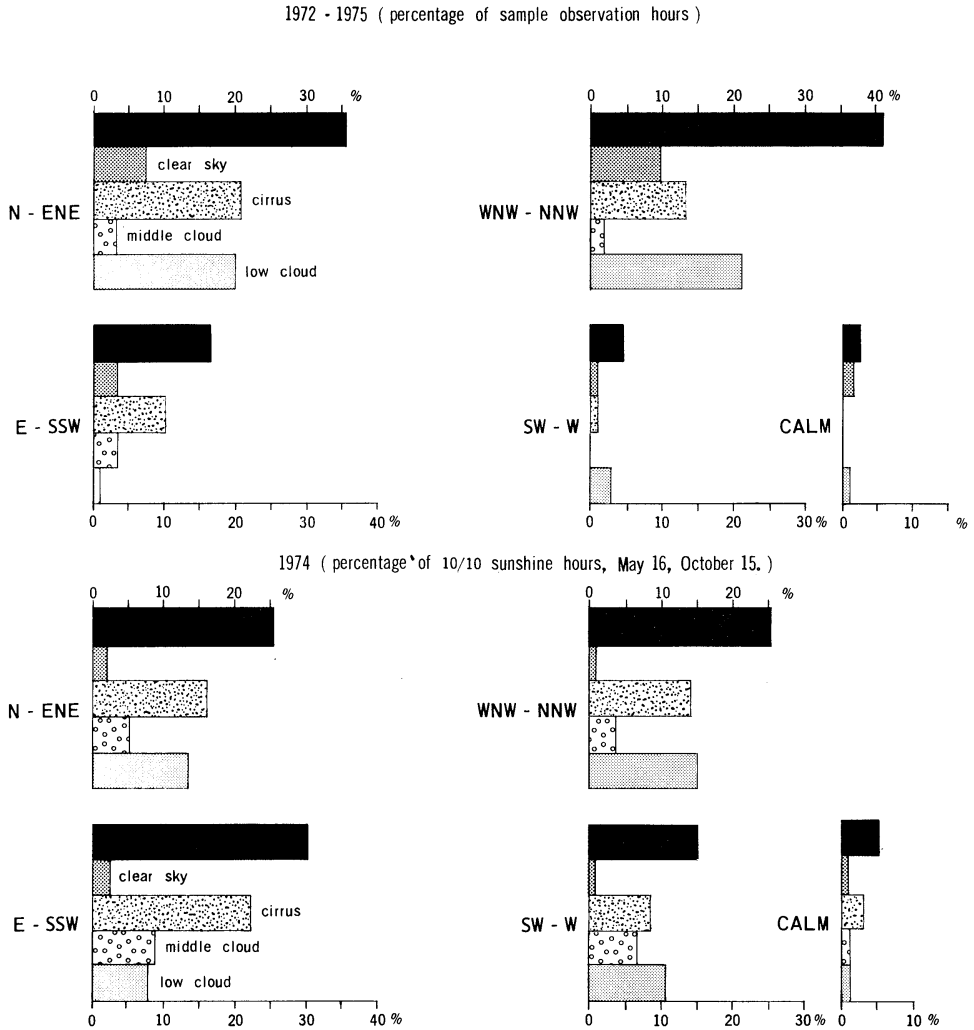 1972 - 1975 ( percentage of sample observation hours )
0 10 20 30 %
0 10 20 30 40 %
clear sky
cirrus
N - ENE
WNW - NNW
middle cloud
low cloud
E - SSW
SW - W
CALM
0 10 20 30 40 %
0 10 20 30 %
0 10 %
1974 ( percentage of 10/10 sunshine hours, May 16, October 15. )
0 10 20 %
0 10 20 %
N - ENE
WNW - NNW
clear sky
cirrus
E - SSW
SW - W
CALM
middle cloud
low cloud
0 10 20 30 40 %
0 10 20 30 %
0 10 %